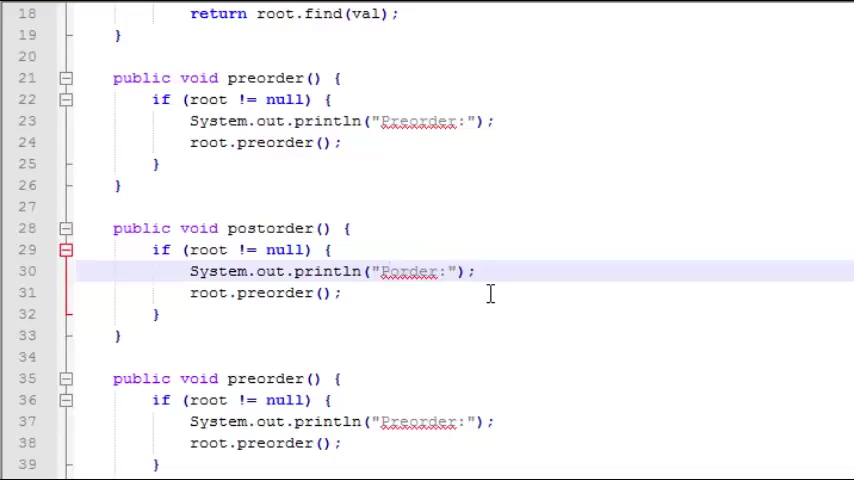 18 return root.find(val);
19 }
20
21 public void preorder() {
22 if (root != null) {
23 System.out.println("Preorder:");
24 root.preorder();
25 }
26 }
27
28 public void postorder() {
29 if (root != null) {
30 System.out.println("Porder:");
31 root.preorder();
32 }
33 }
34
35 public void preorder() {
36 if (root != null) {
37 System.out.println("Preorder:");
38 root.preorder();
39 }